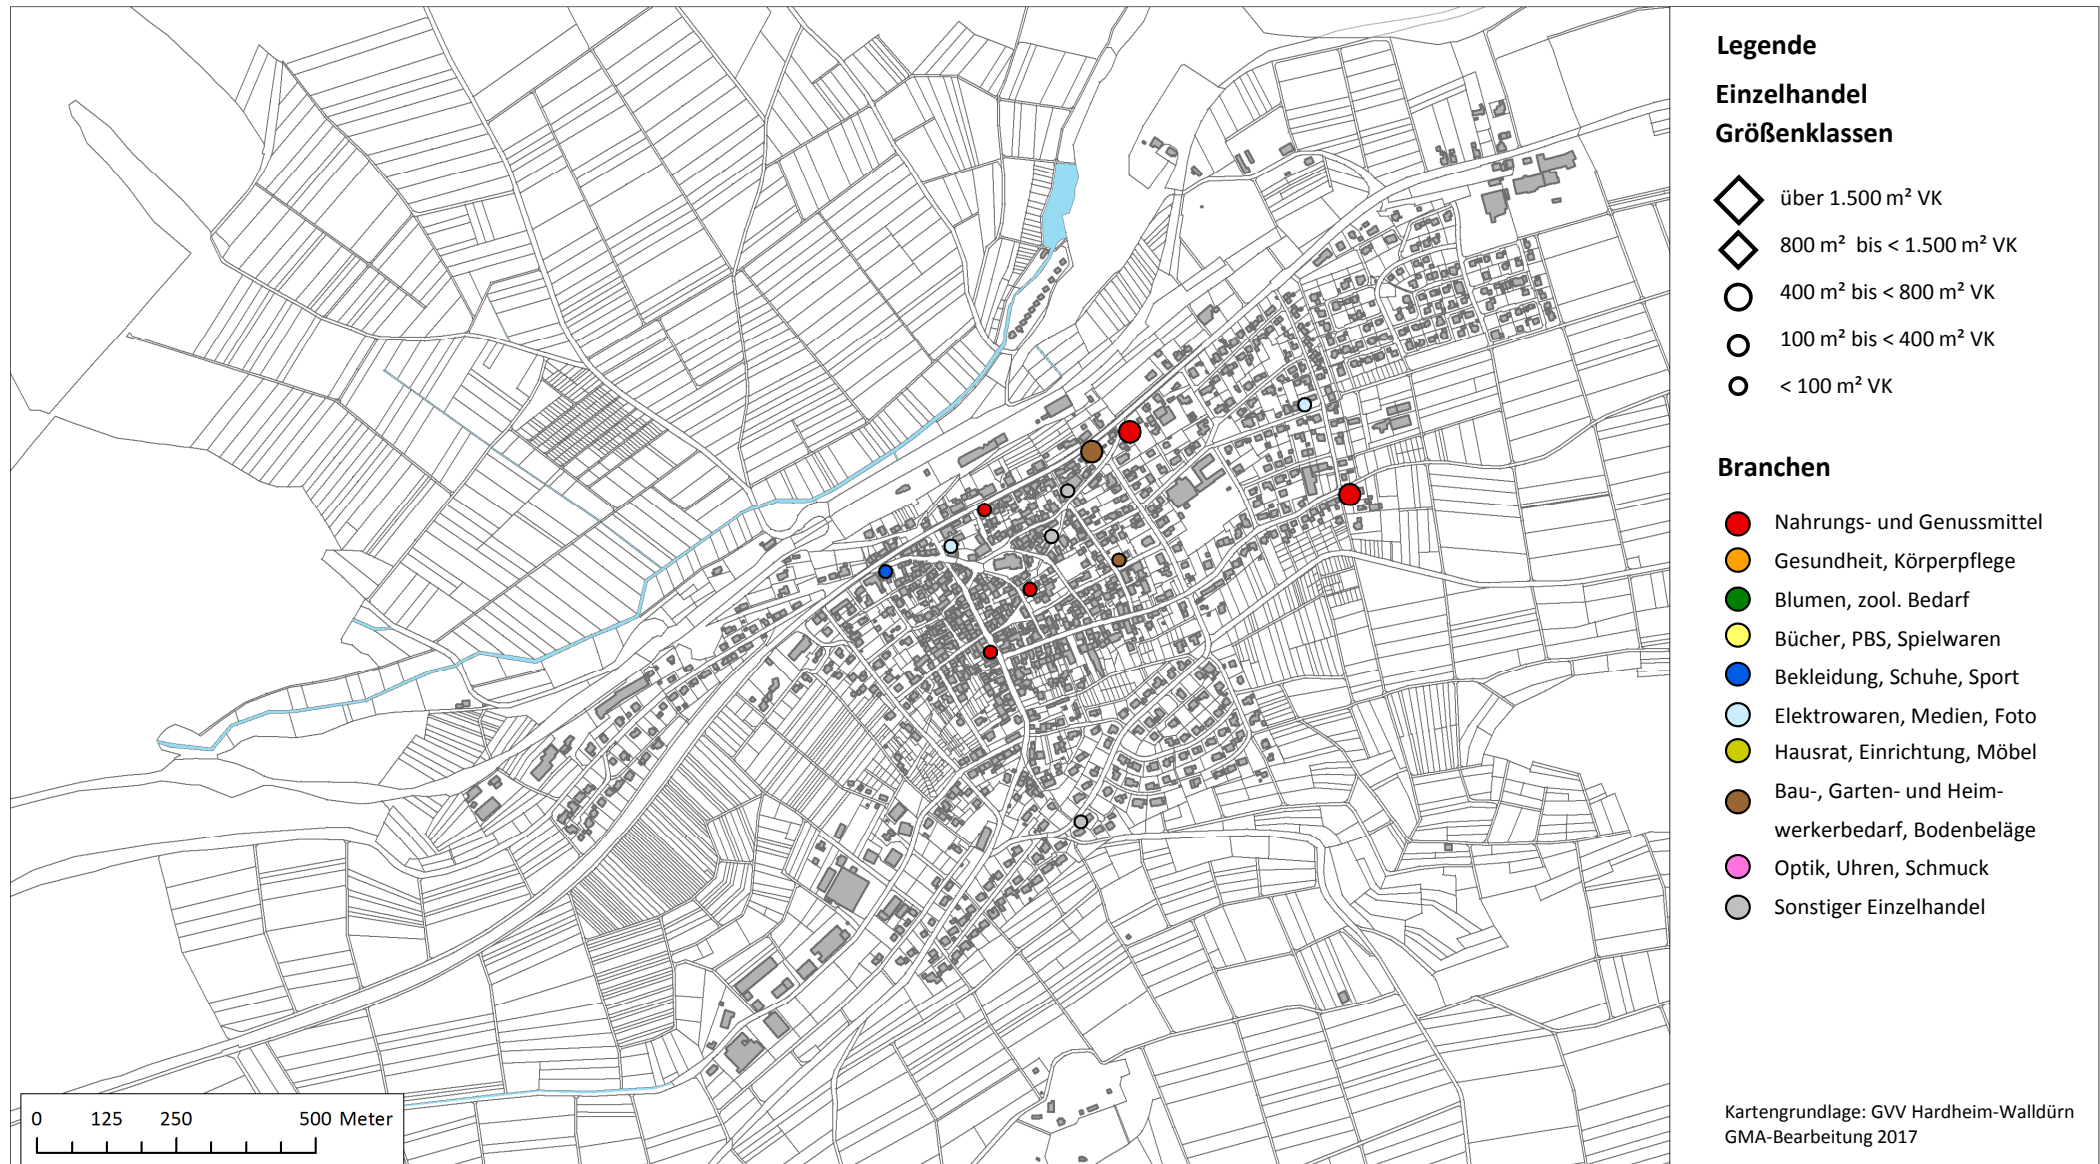 Legende
Einzelhandel
Größenklassen
über 1.500 m² VK
800 m² bis < 1.500 m² VK
400 m² bis < 800 m² VK
100 m² bis < 400 m² VK
< 100 m² VK
Branchen
Nahrungs- und Genussmittel
Gesundheit, Körperpflege
Blumen, zool. Bedarf
Bücher, PBS, Spielwaren
Bekleidung, Schuhe, Sport
Elektrowaren, Medien, Foto
Hausrat, Einrichtung, Möbel
Bau-, Garten- und Heim-
werkerbedarf, Bodenbeläge
Optik, Uhren, Schmuck
Sonstiger Einzelhandel
0 125 250 500 Meter
Kartengrundlage: GVV Hardheim-Walldürn
GMA-Bearbeitung 2017